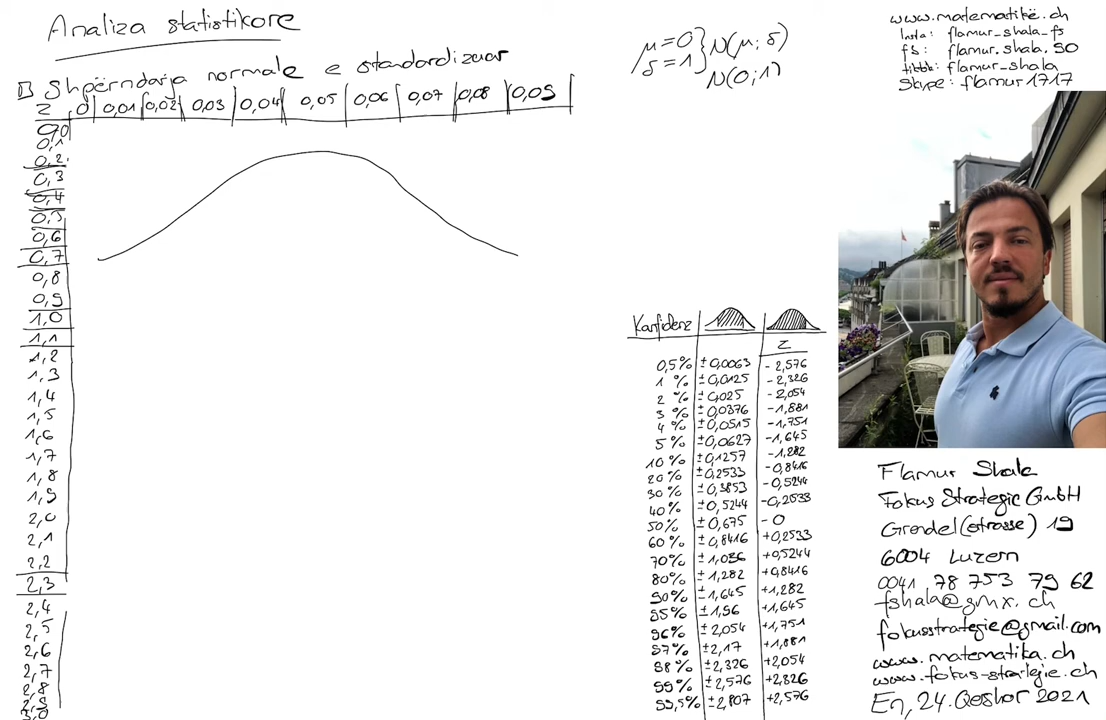 Analiza statistikore
1) Shpërndarja normale e standardizuar
z 0 0,01 0,02 0,03 0,04 0,05 0,06 0,07 0,08 0,09
0,0
0,1
0,2
0,3
0,4
0,5
0,6
0,7
0,8
0,9
1,0
1,1
1,2
1,3
1,4
1,5
1,6
1,7
1,8
1,9
2,0
2,1
2,2
2,3
2,4
2,5
2,6
2,7
2,8
2,9
3,0
μ=0 } N(μ; δ)
δ=1 } N(0; 1)
Konfidenz
z
0,5% ±0,0063 -2,576
1 % ±0,0125 -2,326
2 % ±0,025 -2,054
3 % ±0,0376 -1,881
4 % ±0,0515 -1,751
5 % ±0,0627 -1,645
10 % ±0,1257 -1,282
20 % ±0,2533 -0,8416
30 % ±0,3853 -0,5244
40 % ±0,5244 -0,2533
50 % ±0,675 -0
60 % ±0,8416 +0,2533
70% ±1,036 +0,5244
80% ±1,282 +0,8416
90% ±1,645 +1,282
95% ±1,96 +1,645
96% ±2,054 +1,751
97% ±2,17 +1,881
98% ±2,326 +2,054
99% ±2,576 +2,326
99,5% ±2,807 +2,576
www.matematikë.ch
Insta: flamur_shala_fs
fs: flamur.shala.90
tiktok: flamur_shala
Skype: flamur1717
Flamur Shala
Fokus Strategie GmbH
Grendel(strasse) 19
6004 Luzern
0041 78 753 79 62
fshala@gmx.ch
fokusstrategie@gmail.com
www.matematika.ch
www.fokus-strategie.ch
En, 24.Qershor 2021